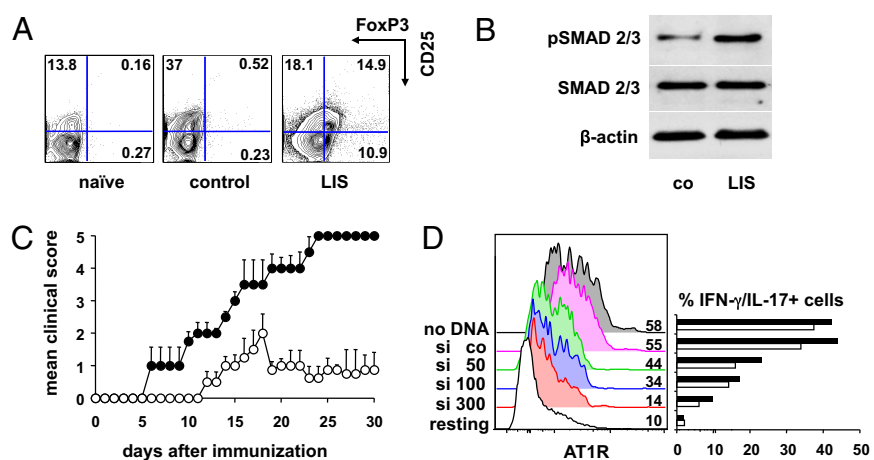 A
FoxP3
CD25
13.8 0.16
0.27
naïve
37 0.52
0.23
control
18.1 14.9
10.9
LIS
B
pSMAD 2/3
SMAD 2/3
β-actin
co LIS
C
mean clinical score
5
4
3
2
1
0
0 5 10 15 20 25 30
days after immunization
D
% IFN-γ/IL-17+ cells
no DNA 58
si co 55
si 50 44
si 100 34
si 300 14
resting 10
AT1R
0 10 20 30 40 50